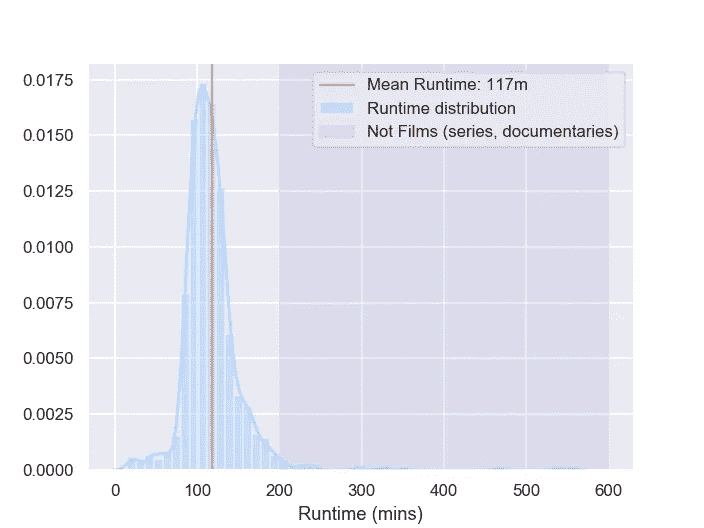 0.0175
0.0150
0.0125
0.0100
0.0075
0.0050
0.0025
0.0000
Mean Runtime: 117m
Runtime distribution
Not Films (series, documentaries)
0 100 200 300 400 500 600
Runtime (mins)